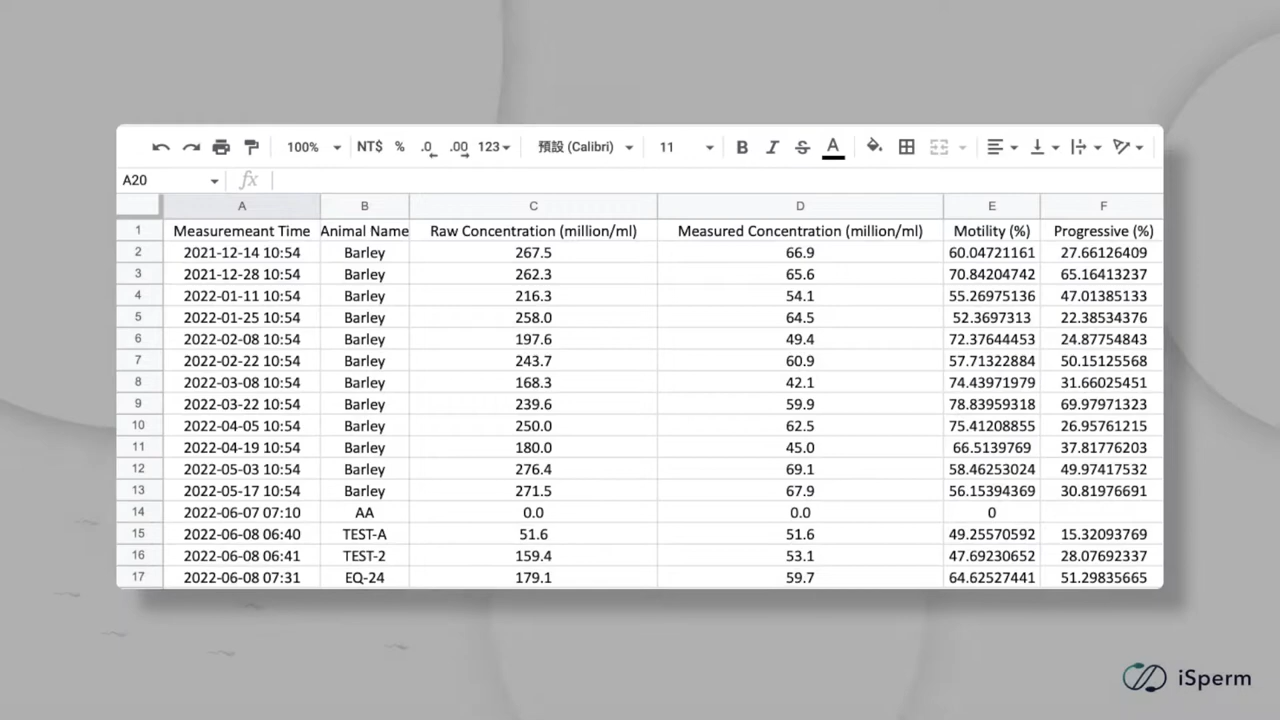 100% NT$ % .0 .00 123 預設 (Calibri) 11 B I S A
A20 fx
A B C D E F
1 Measuremeant Time Animal Name Raw Concentration (million/ml) Measured Concentration (million/ml) Motility (%) Progressive (%)
2 2021-12-14 10:54 Barley 267.5 66.9 60.04721161 27.66126409
3 2021-12-28 10:54 Barley 262.3 65.6 70.84204742 65.16413237
4 2022-01-11 10:54 Barley 216.3 54.1 55.26975136 47.01385133
5 2022-01-25 10:54 Barley 258.0 64.5 52.3697313 22.38534376
6 2022-02-08 10:54 Barley 197.6 49.4 72.37644453 24.87754843
7 2022-02-22 10:54 Barley 243.7 60.9 57.71322884 50.15125568
8 2022-03-08 10:54 Barley 168.3 42.1 74.43971979 31.66025451
9 2022-03-22 10:54 Barley 239.6 59.9 78.83959318 69.97971323
10 2022-04-05 10:54 Barley 250.0 62.5 75.41208855 26.95761215
11 2022-04-19 10:54 Barley 180.0 45.0 66.5139769 37.81776203
12 2022-05-03 10:54 Barley 276.4 69.1 58.46253024 49.97417532
13 2022-05-17 10:54 Barley 271.5 67.9 56.15394369 30.81976691
14 2022-06-07 07:10 AA 0.0 0.0 0
15 2022-06-08 06:40 TEST-A 51.6 51.6 49.25570592 15.32093769
16 2022-06-08 06:41 TEST-2 159.4 53.1 47.69230652 28.07692337
17 2022-06-08 07:31 EQ-24 179.1 59.7 64.62527441 51.29835665
iSperm